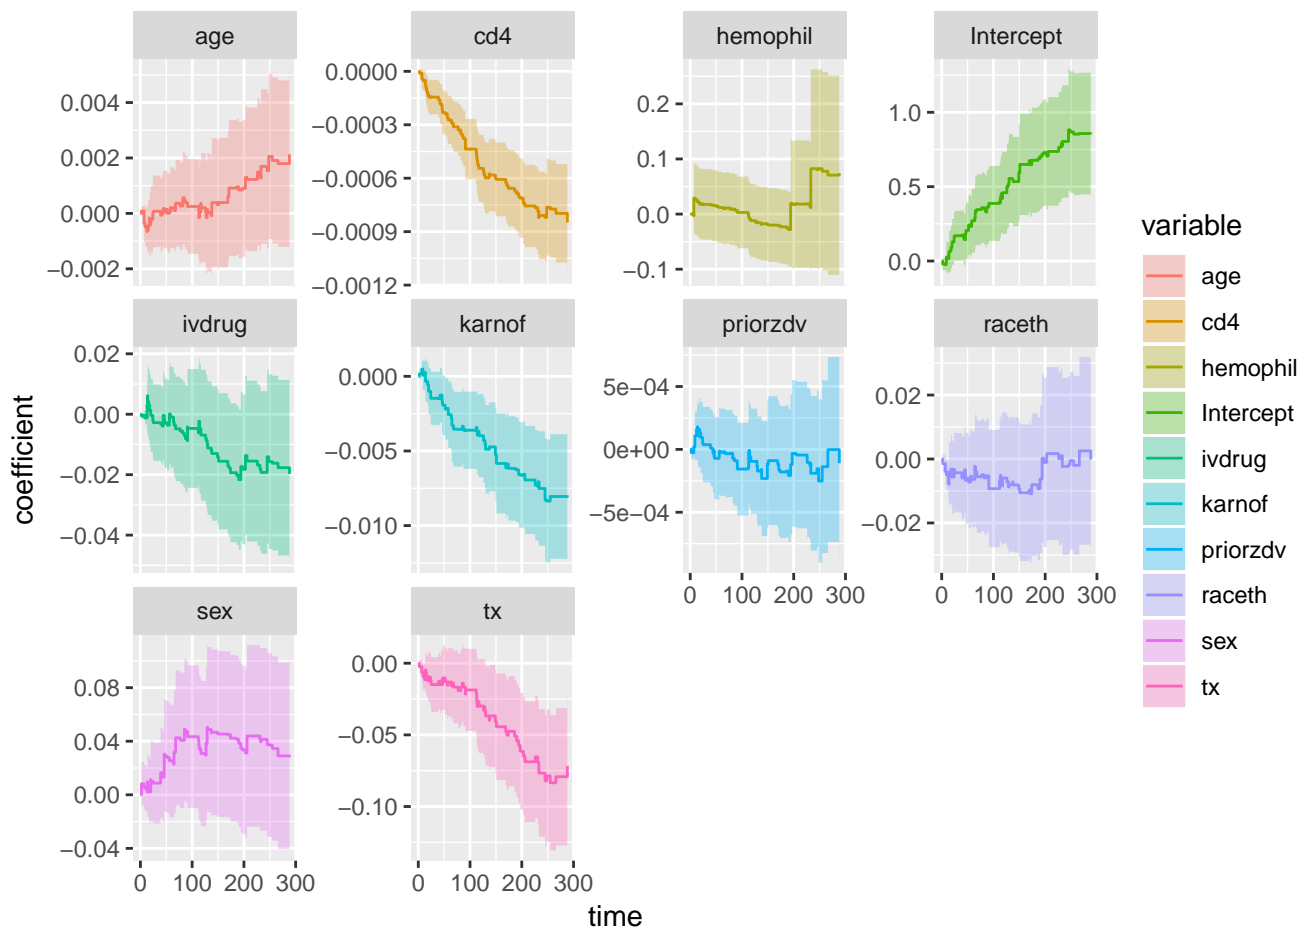 age cd4 hemophil Intercept
0.004
0.002
0.000
−0.002
0.0000
−0.0003
−0.0006
−0.0009
−0.0012
0.2
0.1
0.0
−0.1
1.0
0.5
0.0
ivdrug karnof priorzdv raceth
0.02
0.00
−0.02
−0.04
0.000
−0.005
−0.010
5e−04
0e+00
−5e−04
0 100 200 300
0.02
0.00
−0.02
0 100 200 300
sex tx
0.08
0.04
0.00
−0.04
0 100 200 300
0.00
−0.05
−0.10
0 100 200 300
time
coefficient
variable
age
cd4
hemophil
Intercept
ivdrug
karnof
priorzdv
raceth
sex
tx